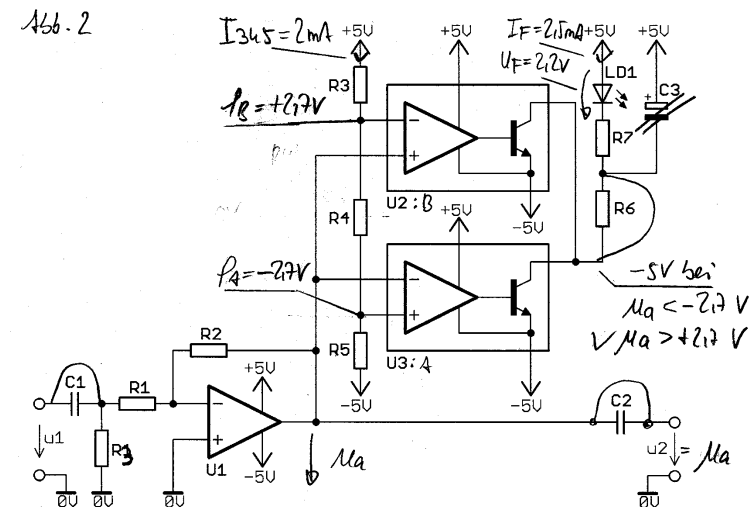 Abb. 2
I345=2mA
+5V
+5V
IF=2,5mA
+5V
+5V
UF=2,2V
LD1
R3
C3
+
φB=+2,7V
−
+
R7
U2:B
-5V
R4
+5V
R6
φA=−2,7V
−
+
−5V bei
Ua<−2,7 V
∨ Ua>+2,7 V
R2
R5
U3:A
C1
R1
+5V
-5V
-5V
C2
−
+
u1
R3
U1
-5V
Ua
u2
= Ua
0V
0V
0V
0V